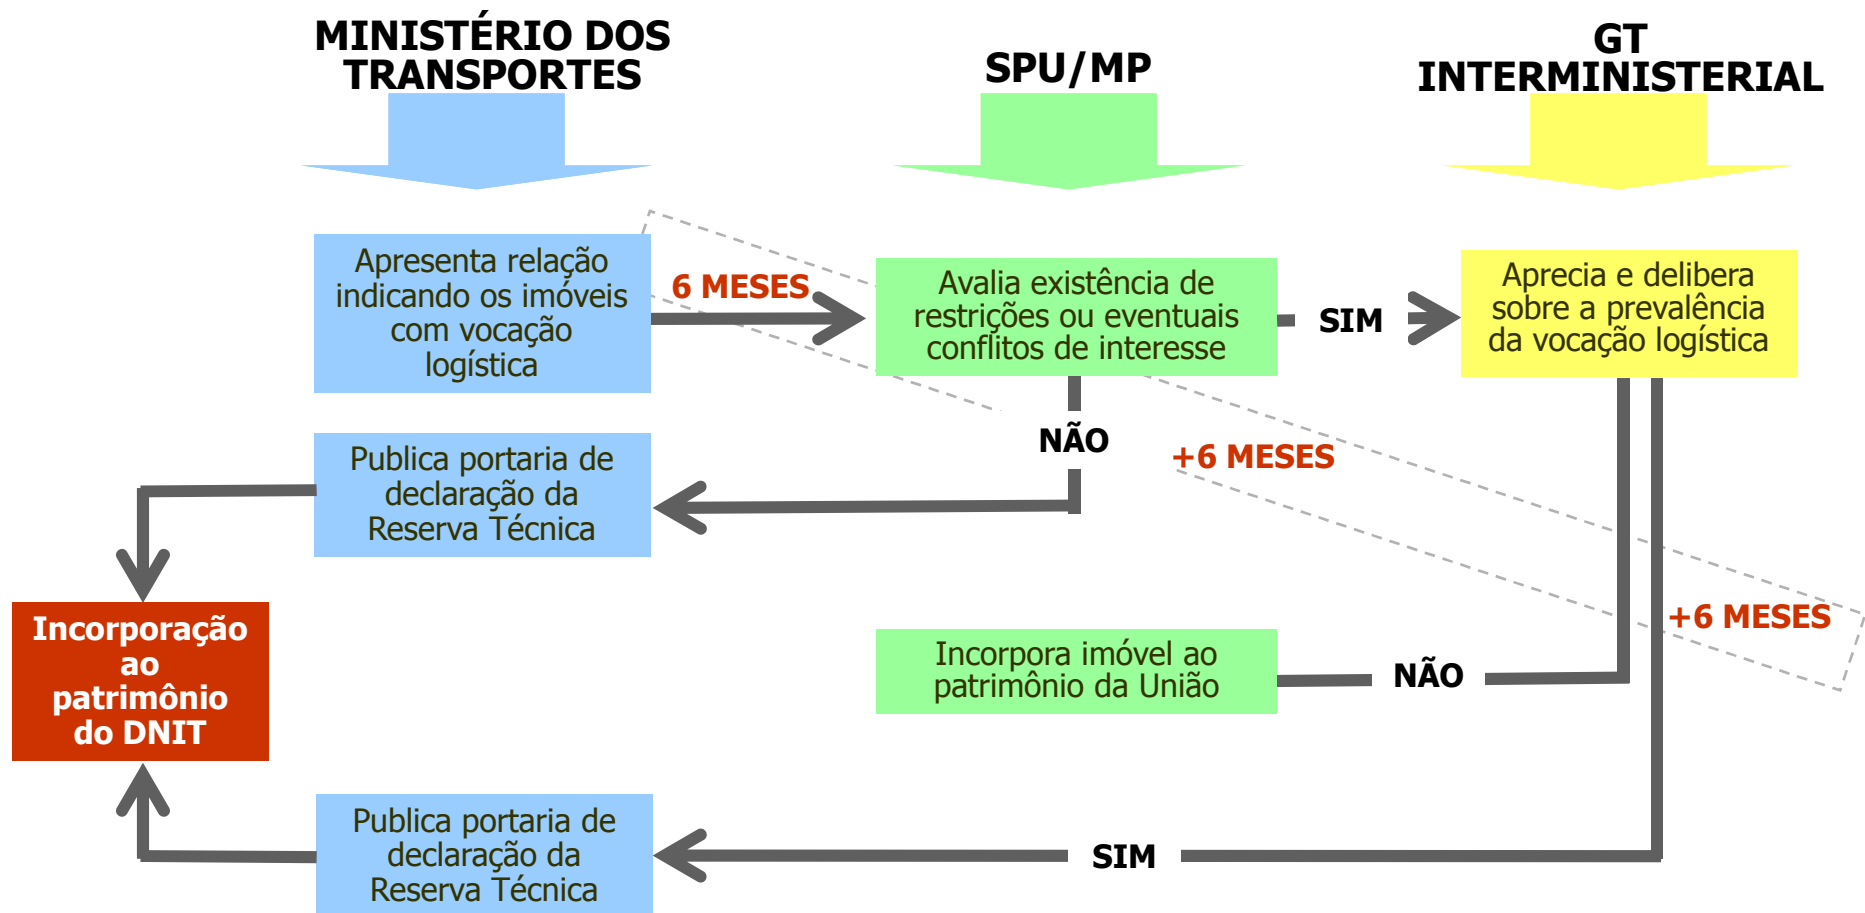 MINISTÉRIO DOS
TRANSPORTES
SPU/MP
GT
INTERMINISTERIAL
Apresenta relação
indicando os imóveis
com vocação
logística
6 MESES
Avalia existência de
restrições ou eventuais
conflitos de interesse
SIM
Aprecia e delibera
sobre a prevalência
da vocação logística
NÃO
+6 MESES
Publica portaria de
declaração da
Reserva Técnica
Incorporação
ao
patrimônio
do DNIT
Incorpora imóvel ao
patrimônio da União
NÃO
+6 MESES
Publica portaria de
declaração da
Reserva Técnica
SIM